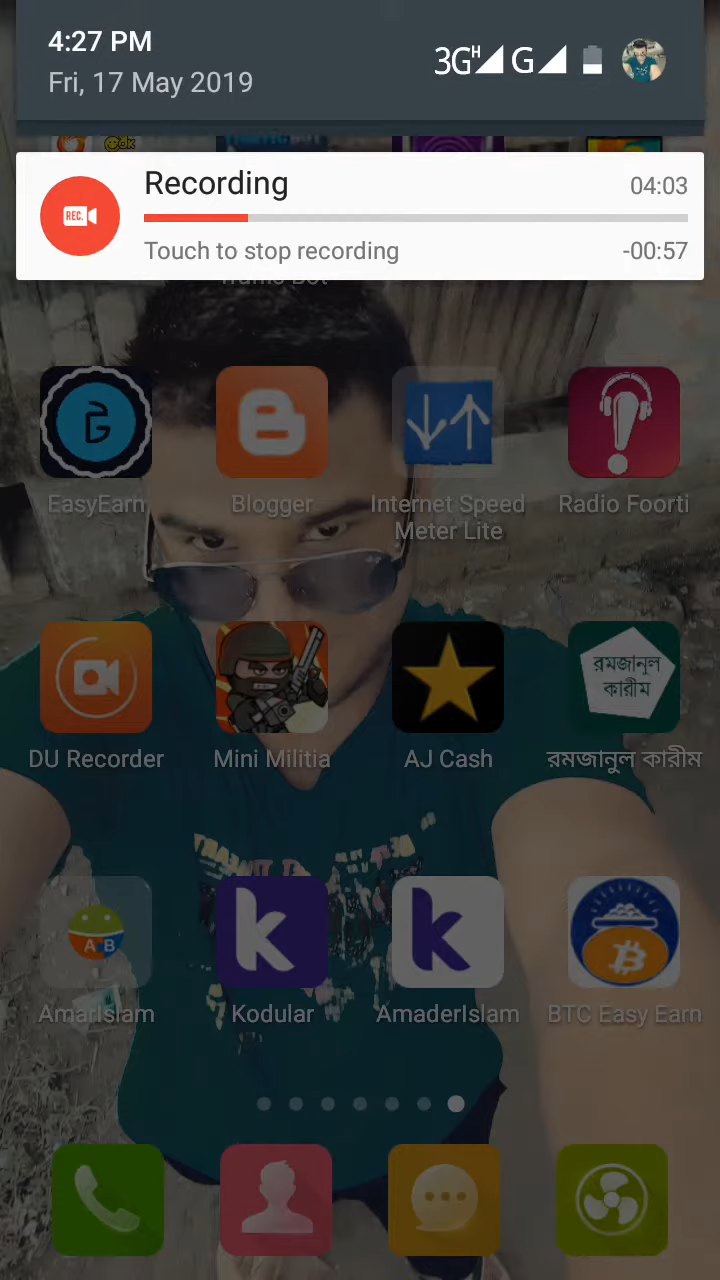 4:27 PM
Fri, 17 May 2019
3G H G
Recording
04:03
REC.
Touch to stop recording
-00:57
EasyEarn
Blogger
Internet Speed
Meter Lite
Radio Foorti
রমজানুল
কারীম
DU Recorder
Mini Militia
AJ Cash
রমজানুল কারীম
A B
AmarIslam
Kodular
AmaderIslam
BTC Easy Earn